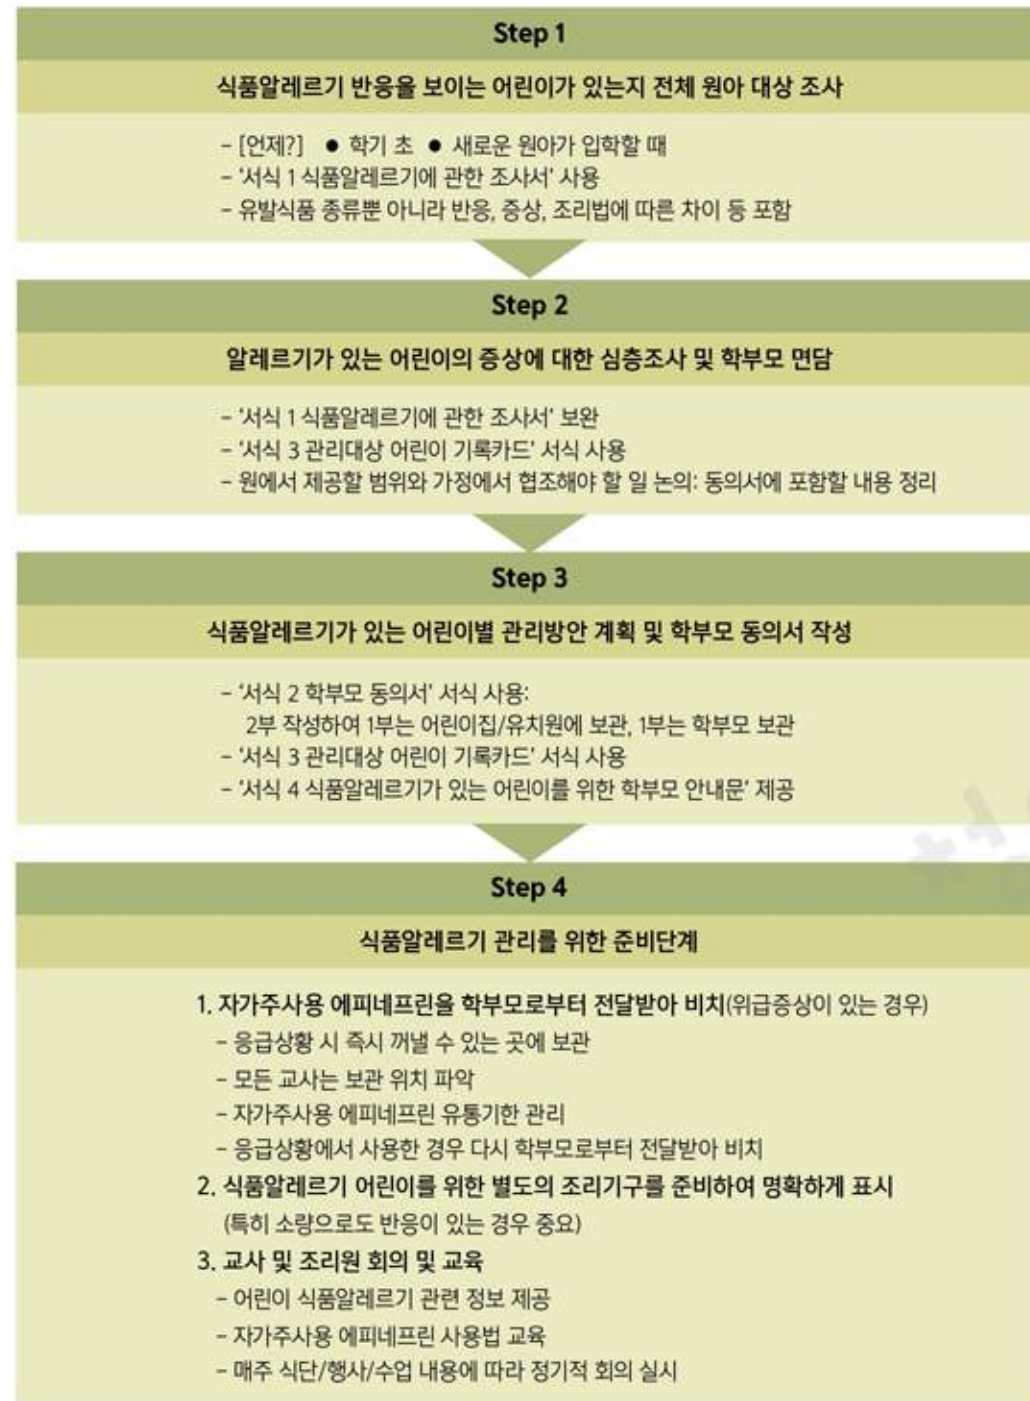 Step 1
식품알레르기 반응을 보이는 어린이가 있는지 전체 원아 대상 조사
- [언제?] ● 학기 초 ● 새로운 원아가 입학할 때
- '서식 1 식품알레르기에 관한 조사서' 사용
- 유발식품 종류뿐 아니라 반응, 증상, 조리법에 따른 차이 등 포함
Step 2
알레르기가 있는 어린이의 증상에 대한 심층조사 및 학부모 면담
- '서식 1 식품알레르기에 관한 조사서' 보완
- '서식 3 관리대상 어린이 기록카드' 서식 사용
- 원에서 제공할 범위와 가정에서 협조해야 할 일 논의: 동의서에 포함할 내용 정리
Step 3
식품알레르기가 있는 어린이별 관리방안 계획 및 학부모 동의서 작성
- '서식 2 학부모 동의서' 서식 사용:
2부 작성하여 1부는 어린이집/유치원에 보관, 1부는 학부모 보관
- '서식 3 관리대상 어린이 기록카드' 서식 사용
- '서식 4 식품알레르기가 있는 어린이를 위한 학부모 안내문' 제공
Step 4
식품알레르기 관리를 위한 준비단계
1. 자가주사용 에피네프린을 학부모로부터 전달받아 비치(위급증상이 있는 경우)
- 응급상황 시 즉시 꺼낼 수 있는 곳에 보관
- 모든 교사는 보관 위치 파악
- 자가주사용 에피네프린 유통기한 관리
- 응급상황에서 사용한 경우 다시 학부모로부터 전달받아 비치
2. 식품알레르기 어린이를 위한 별도의 조리기구를 준비하여 명확하게 표시
(특히 소량으로도 반응이 있는 경우 중요)
3. 교사 및 조리원 회의 및 교육
- 어린이 식품알레르기 관련 정보 제공
- 자가주사용 에피네프린 사용법 교육
- 매주 식단/행사/수업 내용에 따라 정기적 회의 실시